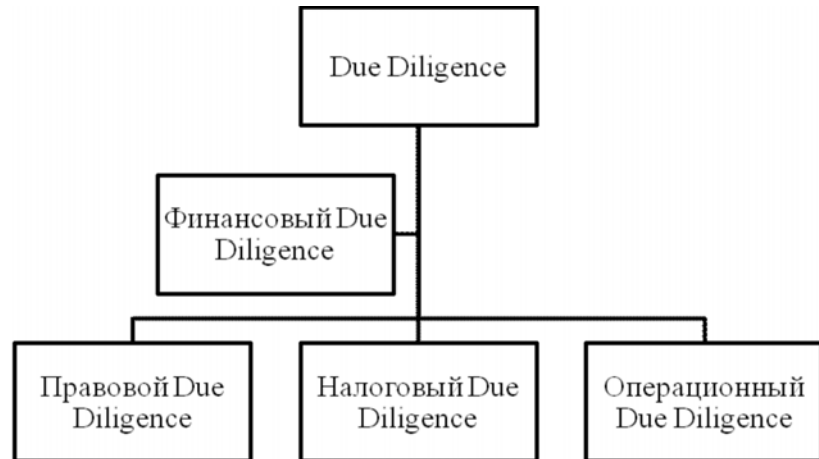 Due Diligence
Финансовый Due
Diligence
Правовой Due
Diligence
Налоговый Due
Diligence
Операционный
Due Diligence